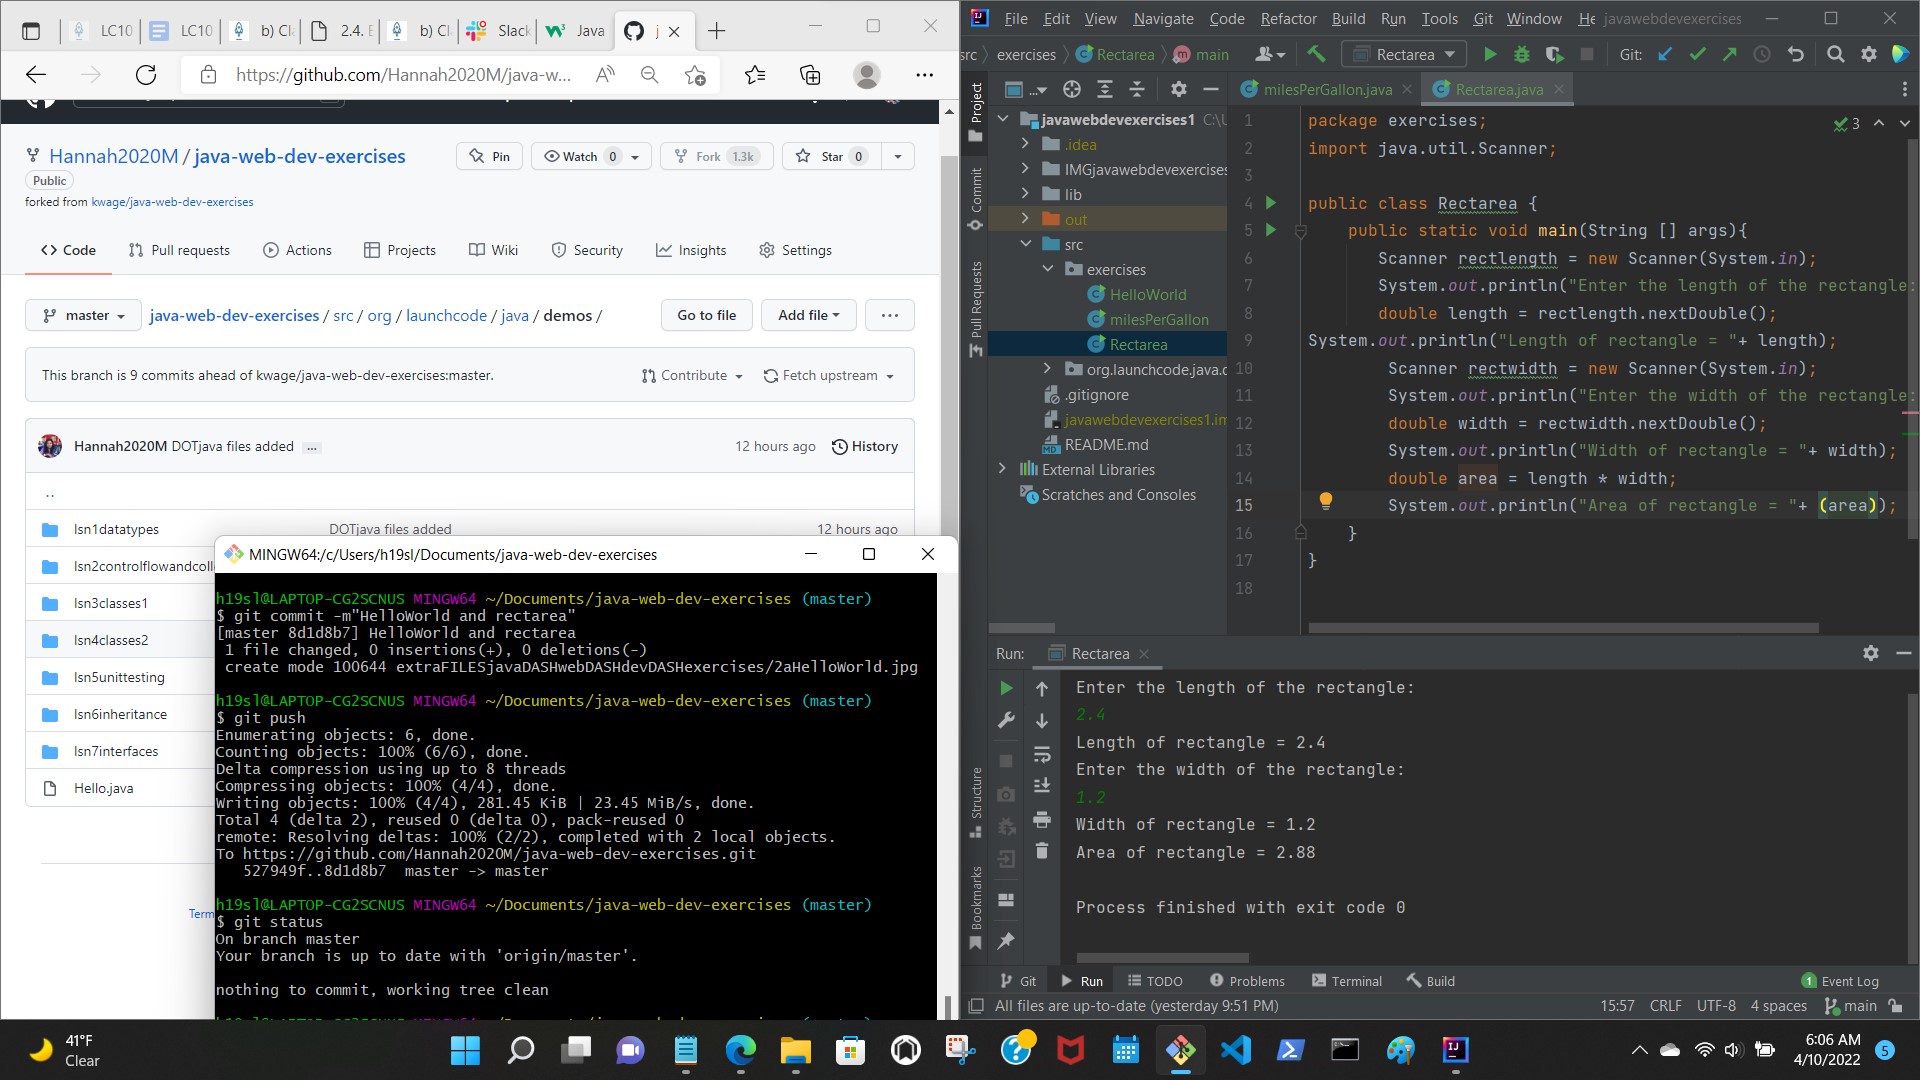 LC10
LC10
b) Cl
2.4. E
b) Cl
Slack
Java
j
https://github.com/Hannah2020M/java-w...
Hannah2020M / java-web-dev-exercises
Pin
Watch 0
Fork 1.3k
Star 0
Public
forked from kwage/java-web-dev-exercises
Code
Pull requests
Actions
Projects
Wiki
Security
Insights
Settings
master
java-web-dev-exercises / src / org / launchcode / java / demos /
Go to file
Add file
...
This branch is 9 commits ahead of kwage/java-web-dev-exercises:master.
Contribute
Fetch upstream
Hannah2020M DOTjava files added ...
12 hours ago
History
..
lsn1datatypes
DOTjava files added
12 hours ago
lsn2controlflowandcoll
lsn3classes1
lsn4classes2
lsn5unittesting
lsn6inheritance
lsn7interfaces
Hello.java
Term
MINGW64:/c/Users/h19sl/Documents/java-web-dev-exercises
h19sl@LAPTOP-CG2SCNUS MINGW64 ~/Documents/java-web-dev-exercises (master)
$ git commit -m"HelloWorld and rectarea"
[master 8d1d8b7] HelloWorld and rectarea
1 file changed, 0 insertions(+), 0 deletions(-)
create mode 100644 extraFILESjavaDASHwebDASHdevDASHexercises/2aHelloWorld.jpg
h19sl@LAPTOP-CG2SCNUS MINGW64 ~/Documents/java-web-dev-exercises (master)
$ git push
Enumerating objects: 6, done.
Counting objects: 100% (6/6), done.
Delta compression using up to 8 threads
Compressing objects: 100% (4/4), done.
Writing objects: 100% (4/4), 281.45 KiB | 23.45 MiB/s, done.
Total 4 (delta 2), reused 0 (delta 0), pack-reused 0
remote: Resolving deltas: 100% (2/2), completed with 2 local objects.
To https://github.com/Hannah2020M/java-web-dev-exercises.git
527949f..8d1d8b7  master -> master
h19sl@LAPTOP-CG2SCNUS MINGW64 ~/Documents/java-web-dev-exercises (master)
$ git status
On branch master
Your branch is up to date with 'origin/master'.
nothing to commit, working tree clean
File Edit View Navigate Code Refactor Build Run Tools Git Window He javawebdevexercises
src exercises Rectarea main
Rectarea
Git:
Project
Commit
Pull Requests
Structure
Bookmarks
...
milesPerGallon.java
Rectarea.java
javawebdevexercises1 C:\U
.idea
IMGjavawebdevexercises
lib
out
src
exercises
HelloWorld
milesPerGallon
Rectarea
org.launchcode.java.d
.gitignore
javawebdevexercises1.im
README.md
External Libraries
Scratches and Consoles
3
1 package exercises;
2 import java.util.Scanner;
3
4 public class Rectarea {
5 public static void main(String [] args){
6 Scanner rectlength = new Scanner(System.in);
7 System.out.println("Enter the length of the rectangle:
8 double length = rectlength.nextDouble();
9 System.out.println("Length of rectangle = "+ length);
10 Scanner rectwidth = new Scanner(System.in);
11 System.out.println("Enter the width of the rectangle:
12 double width = rectwidth.nextDouble();
13 System.out.println("Width of rectangle = "+ width);
14 double area = length * width;
15 System.out.println("Area of rectangle = "+ (area));
16 }
17 }
18
Run: Rectarea
Enter the length of the rectangle:
2.4
Length of rectangle = 2.4
Enter the width of the rectangle:
1.2
Width of rectangle = 1.2
Area of rectangle = 2.88
Process finished with exit code 0
Git
Run
TODO
Problems
Terminal
Build
1 Event Log
All files are up-to-date (yesterday 9:51 PM)
15:57 CRLF UTF-8 4 spaces main
41°F
Clear
6:06 AM
4/10/2022
5